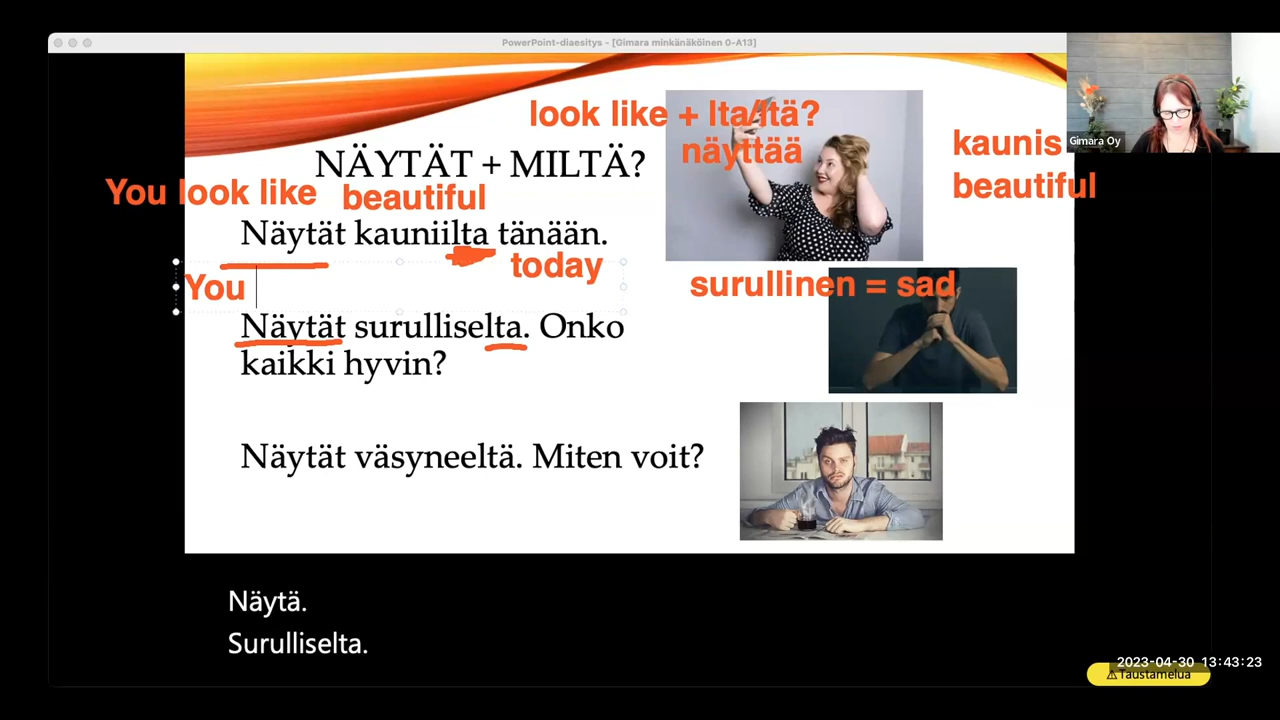 PowerPoint-diaesitys - [Gimara minkänäköinen 0-A13]
look like + lta/ltä?
näyttää
kaunis
beautiful
Gimara Oy
NÄYTÄT + MILTÄ?
You look like beautiful
Näytät kauniilta tänään.
today
You
surullinen = sad
Näytät surulliselta. Onko
kaikki hyvin?
Näytät väsyneeltä. Miten voit?
Näytä.
Surulliselta.
2023-04-30 13:43:23
⚠Taustamelua